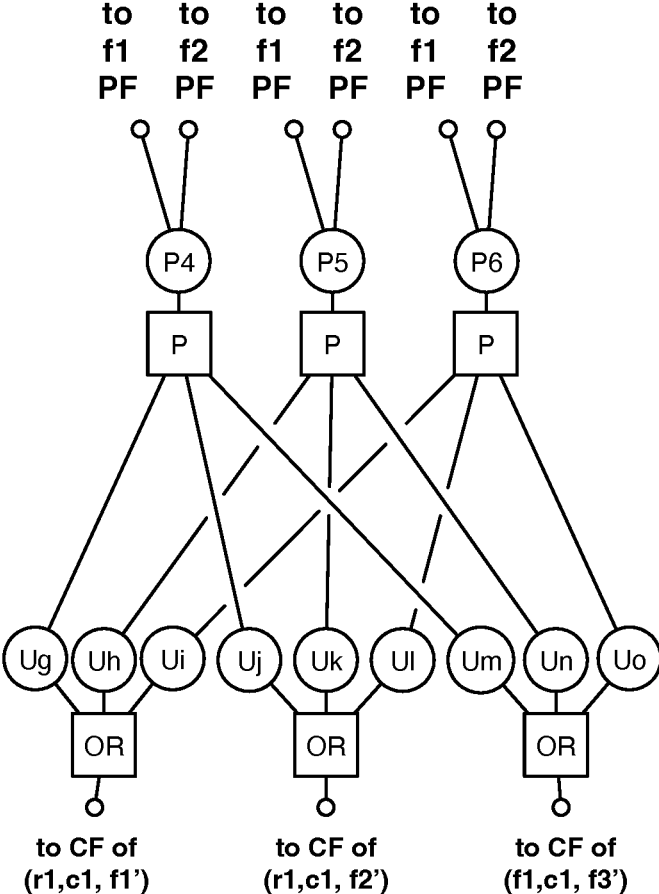 to to to to to to
f1 f2 f1 f2 f1 f2
PF PF PF PF PF PF
P4 P5 P6
P P P
Ug Uh Ui Uj Uk Ul Um Un Uo
OR OR OR
to CF of to CF of to CF of
(r1,c1, f1') (r1,c1, f2') (f1,c1, f3')